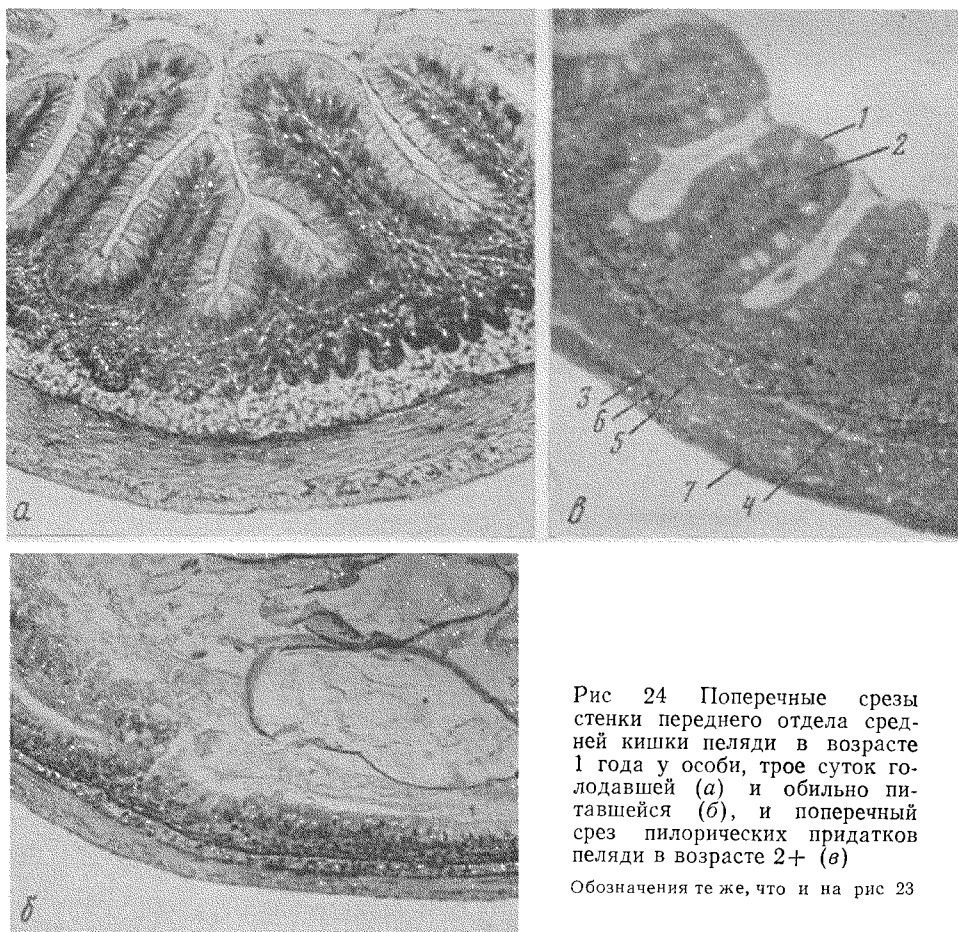 а
1
2
3
6
5
7
4
в
б
Рис 24 Поперечные срезы
стенки переднего отдела сред-
ней кишки пеляди в возрасте
1 года у особи, трое суток го-
лодавшей (а) и обильно пи-
тавшейся (б), и поперечный
срез пилорических придатков
пеляди в возрасте 2+ (в)
Обозначения те же, что и на рис 23